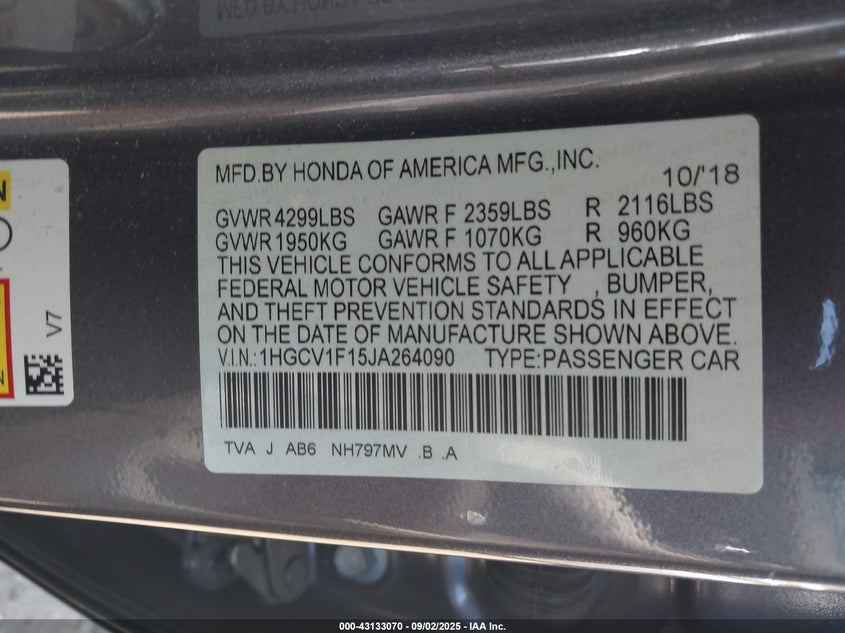 MFD.BY HONDA OF AMERICA MFG.,INC.
10/'18
GVWR 4299LBS GAWR F 2359LBS R 2116LBS
GVWR 1950KG GAWR F 1070KG R 960KG
THIS VEHICLE CONFORMS TO ALL APPLICABLE
FEDERAL MOTOR VEHICLE SAFETY , BUMPER,
AND THEFT PREVENTION STANDARDS IN EFFECT
ON THE DATE OF MANUFACTURE SHOWN ABOVE.
V.I.N.:1HGCV1F15JA264090 TYPE:PASSENGER CAR
TVA J AB6 NH797MV .B .A
V7
000-43133070 - 09/02/2025 - IAA Inc.